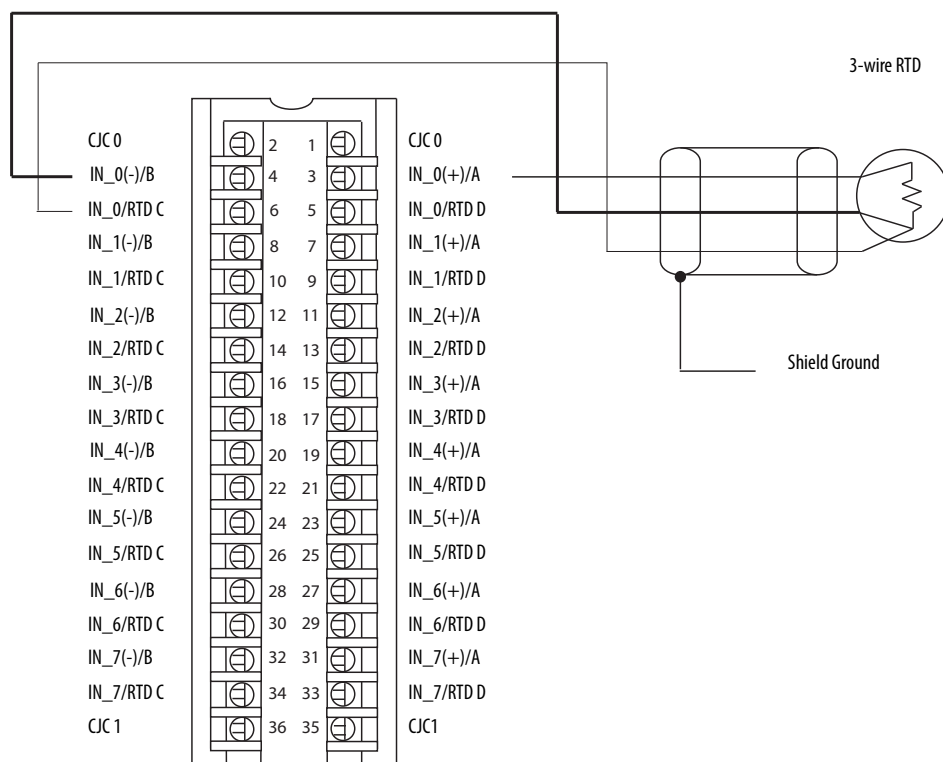 3-wire RTD
CJC 0 2 1 CJC 0
IN_0(-)/B 4 3 IN_0(+)/A
IN_0/RTD C 6 5 IN_0/RTD D
IN_1(-)/B 8 7 IN_1(+)/A
IN_1/RTD C 10 9 IN_1/RTD D
IN_2(-)/B 12 11 IN_2(+)/A
IN_2/RTD C 14 13 IN_2/RTD D
IN_3(-)/B 16 15 IN_3(+)/A
IN_3/RTD C 18 17 IN_3/RTD D
IN_4(-)/B 20 19 IN_4(+)/A
IN_4/RTD C 22 21 IN_4/RTD D
IN_5(-)/B 24 23 IN_5(+)/A
IN_5/RTD C 26 25 IN_5/RTD D
IN_6(-)/B 28 27 IN_6(+)/A
IN_6/RTD C 30 29 IN_6/RTD D
IN_7(-)/B 32 31 IN_7(+)/A
IN_7/RTD C 34 33 IN_7/RTD D
CJC 1 36 35 CJC1
Shield Ground